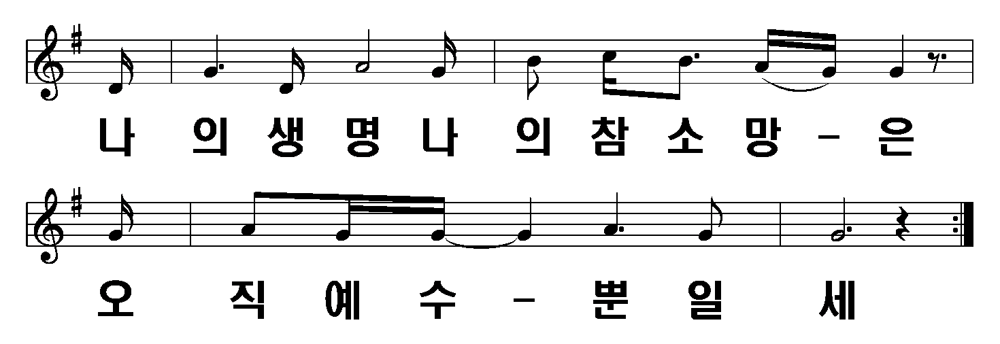 나 의 생 명 나 의 참 소 망 - 은
오 직 예 수 - 뿐 일 세